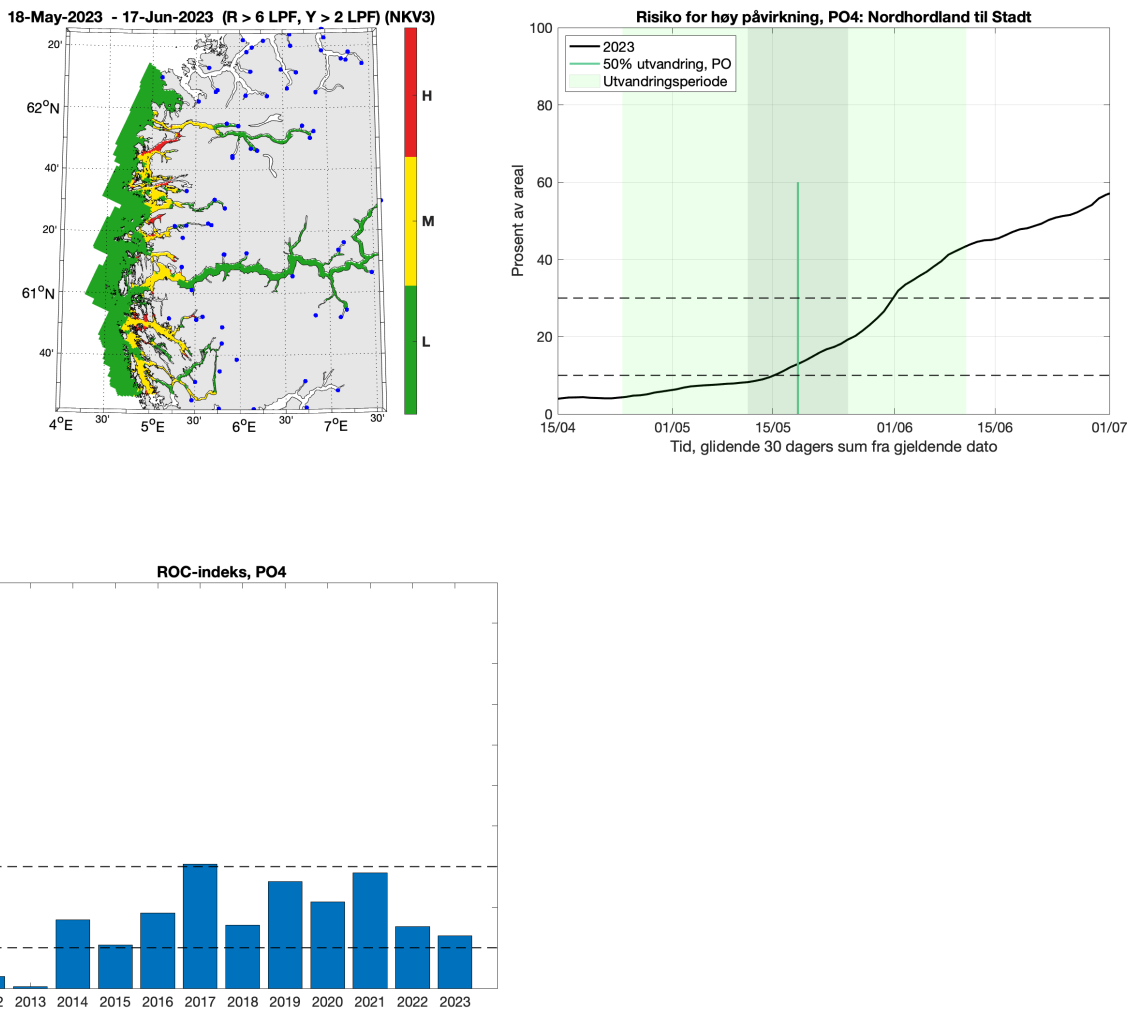 18-May-2023 - 17-Jun-2023 (R > 6 LPF, Y > 2 LPF) (NKV3)
20'
62°N
40'
20'
61°N
40'
4°E
30'
5°E
30'
6°E
30'
7°E
30'
H
M
L
Risiko for høy påvirkning, PO4: Nordhordland til Stadt
2023
50% utvandring, PO
Utvandringsperiode
Prosent av areal
100
80
60
40
20
0
15/04
01/05
15/05
01/06
15/06
01/07
Tid, glidende 30 dagers sum fra gjeldende dato
ROC-indeks, PO4
2013
2014
2015
2016
2017
2018
2019
2020
2021
2022
2023